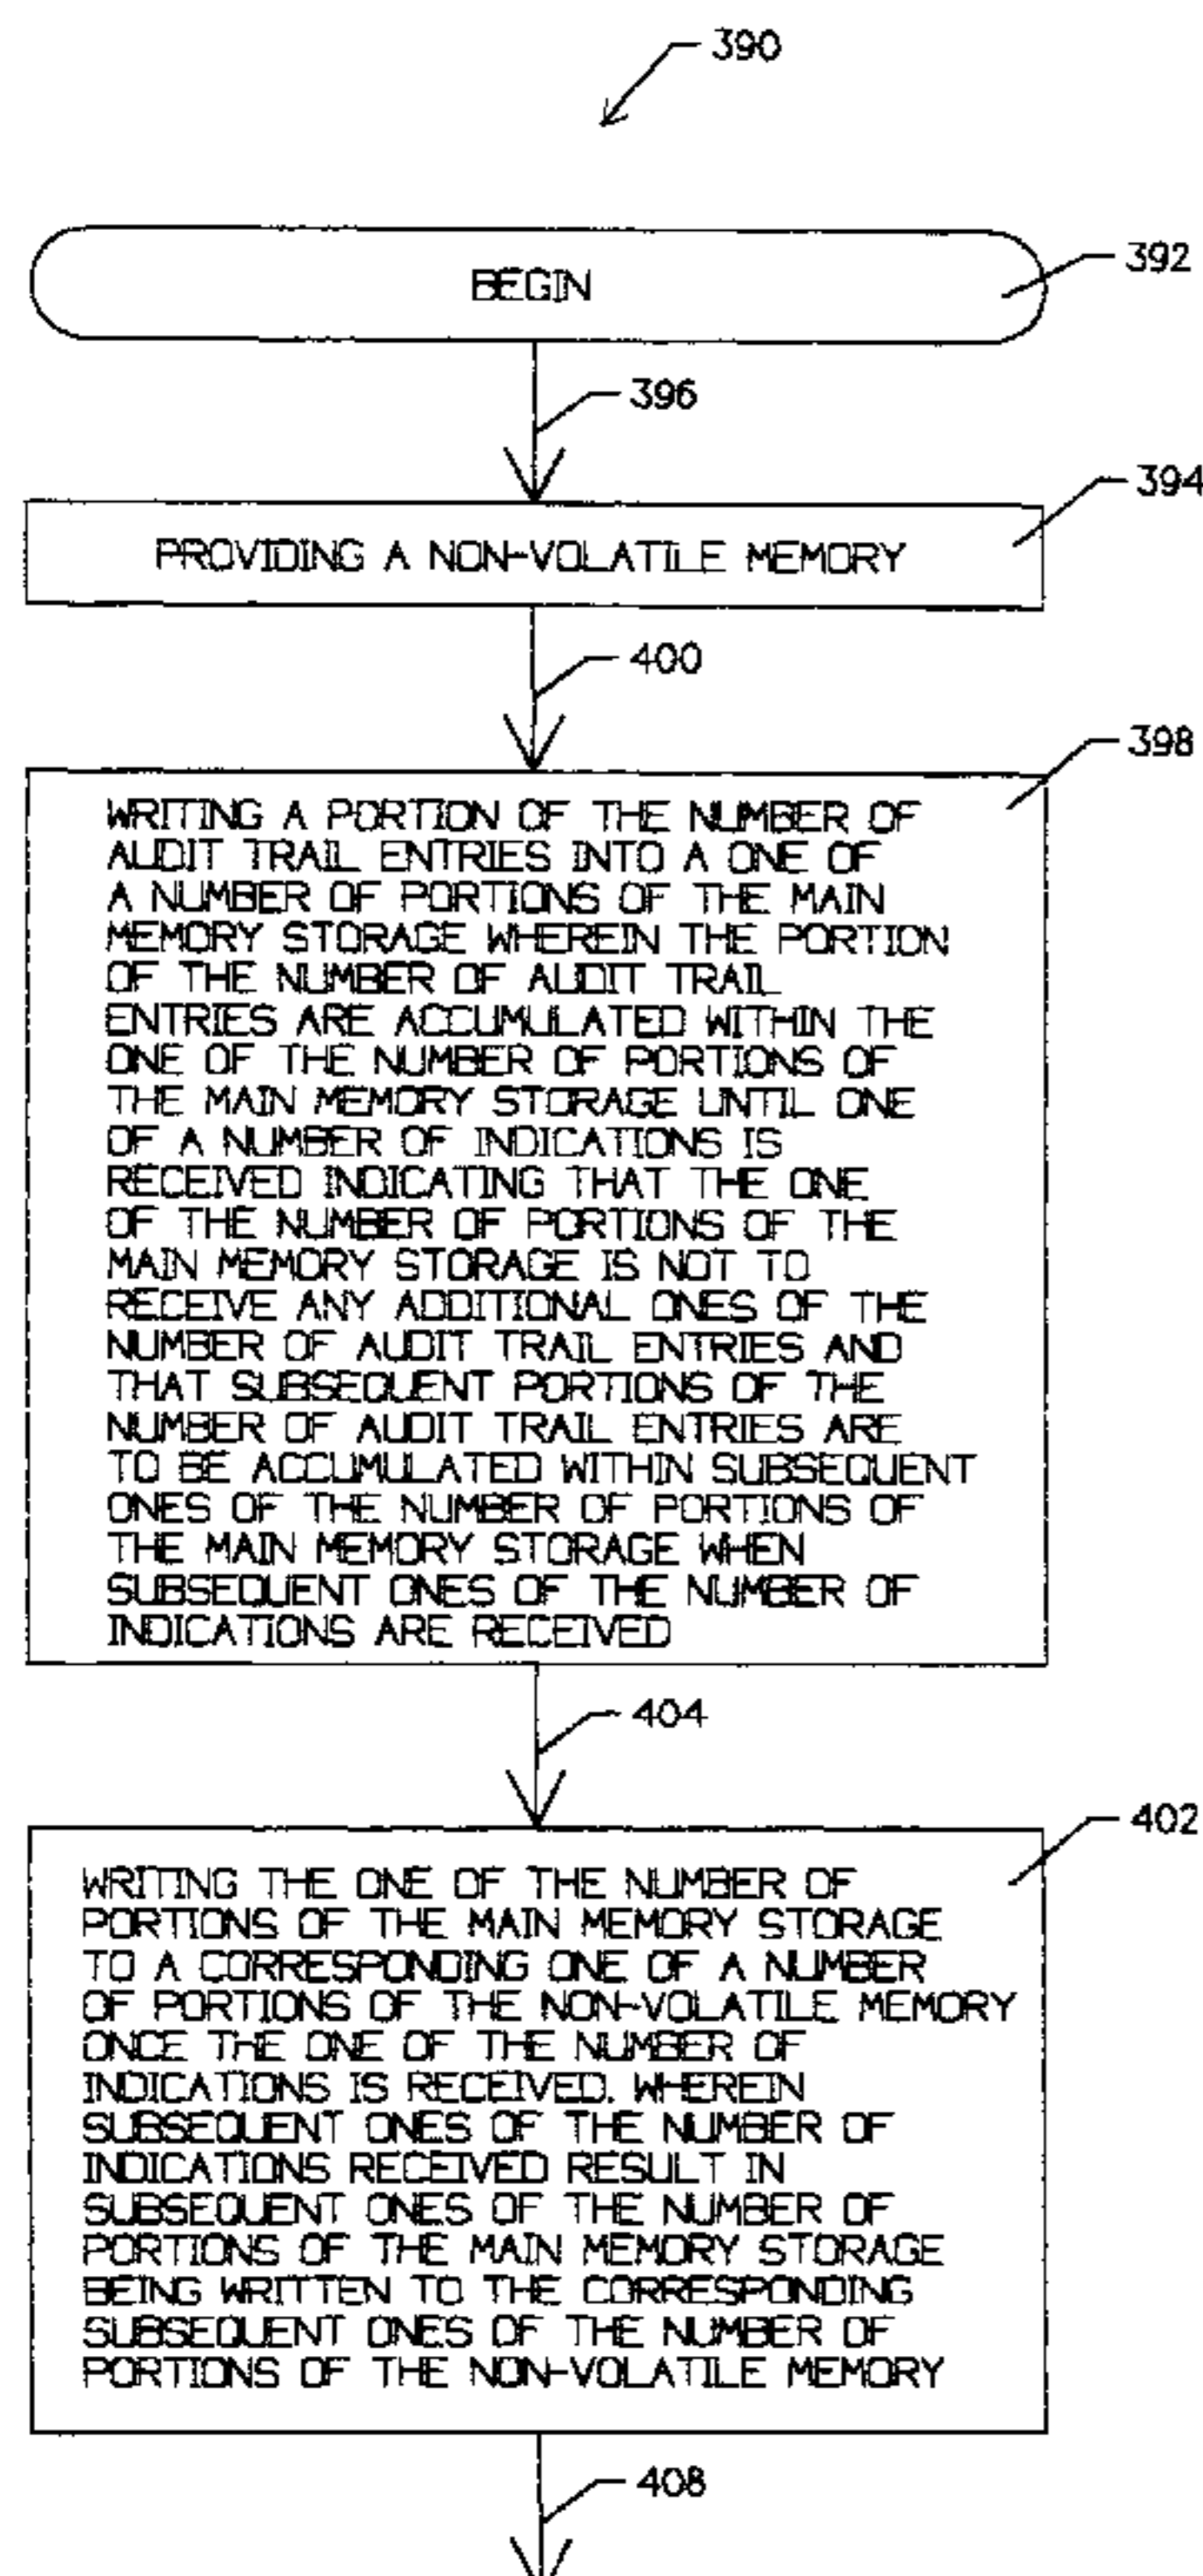 390
BEGIN
392
396
PROVIDING A NON-VOLATILE MEMORY
394
400
398
WRITING A PORTION OF THE NUMBER OF
AUDIT TRAIL ENTRIES INTO A ONE OF
A NUMBER OF PORTIONS OF THE MAIN
MEMORY STORAGE WHEREIN THE PORTION
OF THE NUMBER OF AUDIT TRAIL
ENTRIES ARE ACCUMULATED WITHIN THE
ONE OF THE NUMBER OF PORTIONS OF
THE MAIN MEMORY STORAGE UNTIL ONE
OF A NUMBER OF INDICATIONS IS
RECEIVED INDICATING THAT THE ONE
OF THE NUMBER OF PORTIONS OF THE
MAIN MEMORY STORAGE IS NOT TO
RECEIVE ANY ADDITIONAL ONES OF THE
NUMBER OF AUDIT TRAIL ENTRIES AND
THAT SUBSEQUENT PORTIONS OF THE
NUMBER OF AUDIT TRAIL ENTRIES ARE
TO BE ACCUMULATED WITHIN SUBSEQUENT
ONES OF THE NUMBER OF PORTIONS OF
THE MAIN MEMORY STORAGE WHEN
SUBSEQUENT ONES OF THE NUMBER OF
INDICATIONS ARE RECEIVED
404
402
WRITING THE ONE OF THE NUMBER OF
PORTIONS OF THE MAIN MEMORY STORAGE
TO A CORRESPONDING ONE OF A NUMBER
OF PORTIONS OF THE NON-VOLATILE MEMORY
ONCE THE ONE OF THE NUMBER OF
INDICATIONS IS RECEIVED. WHEREIN
SUBSEQUENT ONES OF THE NUMBER OF
INDICATIONS RECEIVED RESULT IN
SUBSEQUENT ONES OF THE NUMBER OF
PORTIONS OF THE MAIN MEMORY STORAGE
BEING WRITTEN TO THE CORRESPONDING
SUBSEQUENT ONES OF THE NUMBER OF
PORTIONS OF THE NON-VOLATILE MEMORY
408